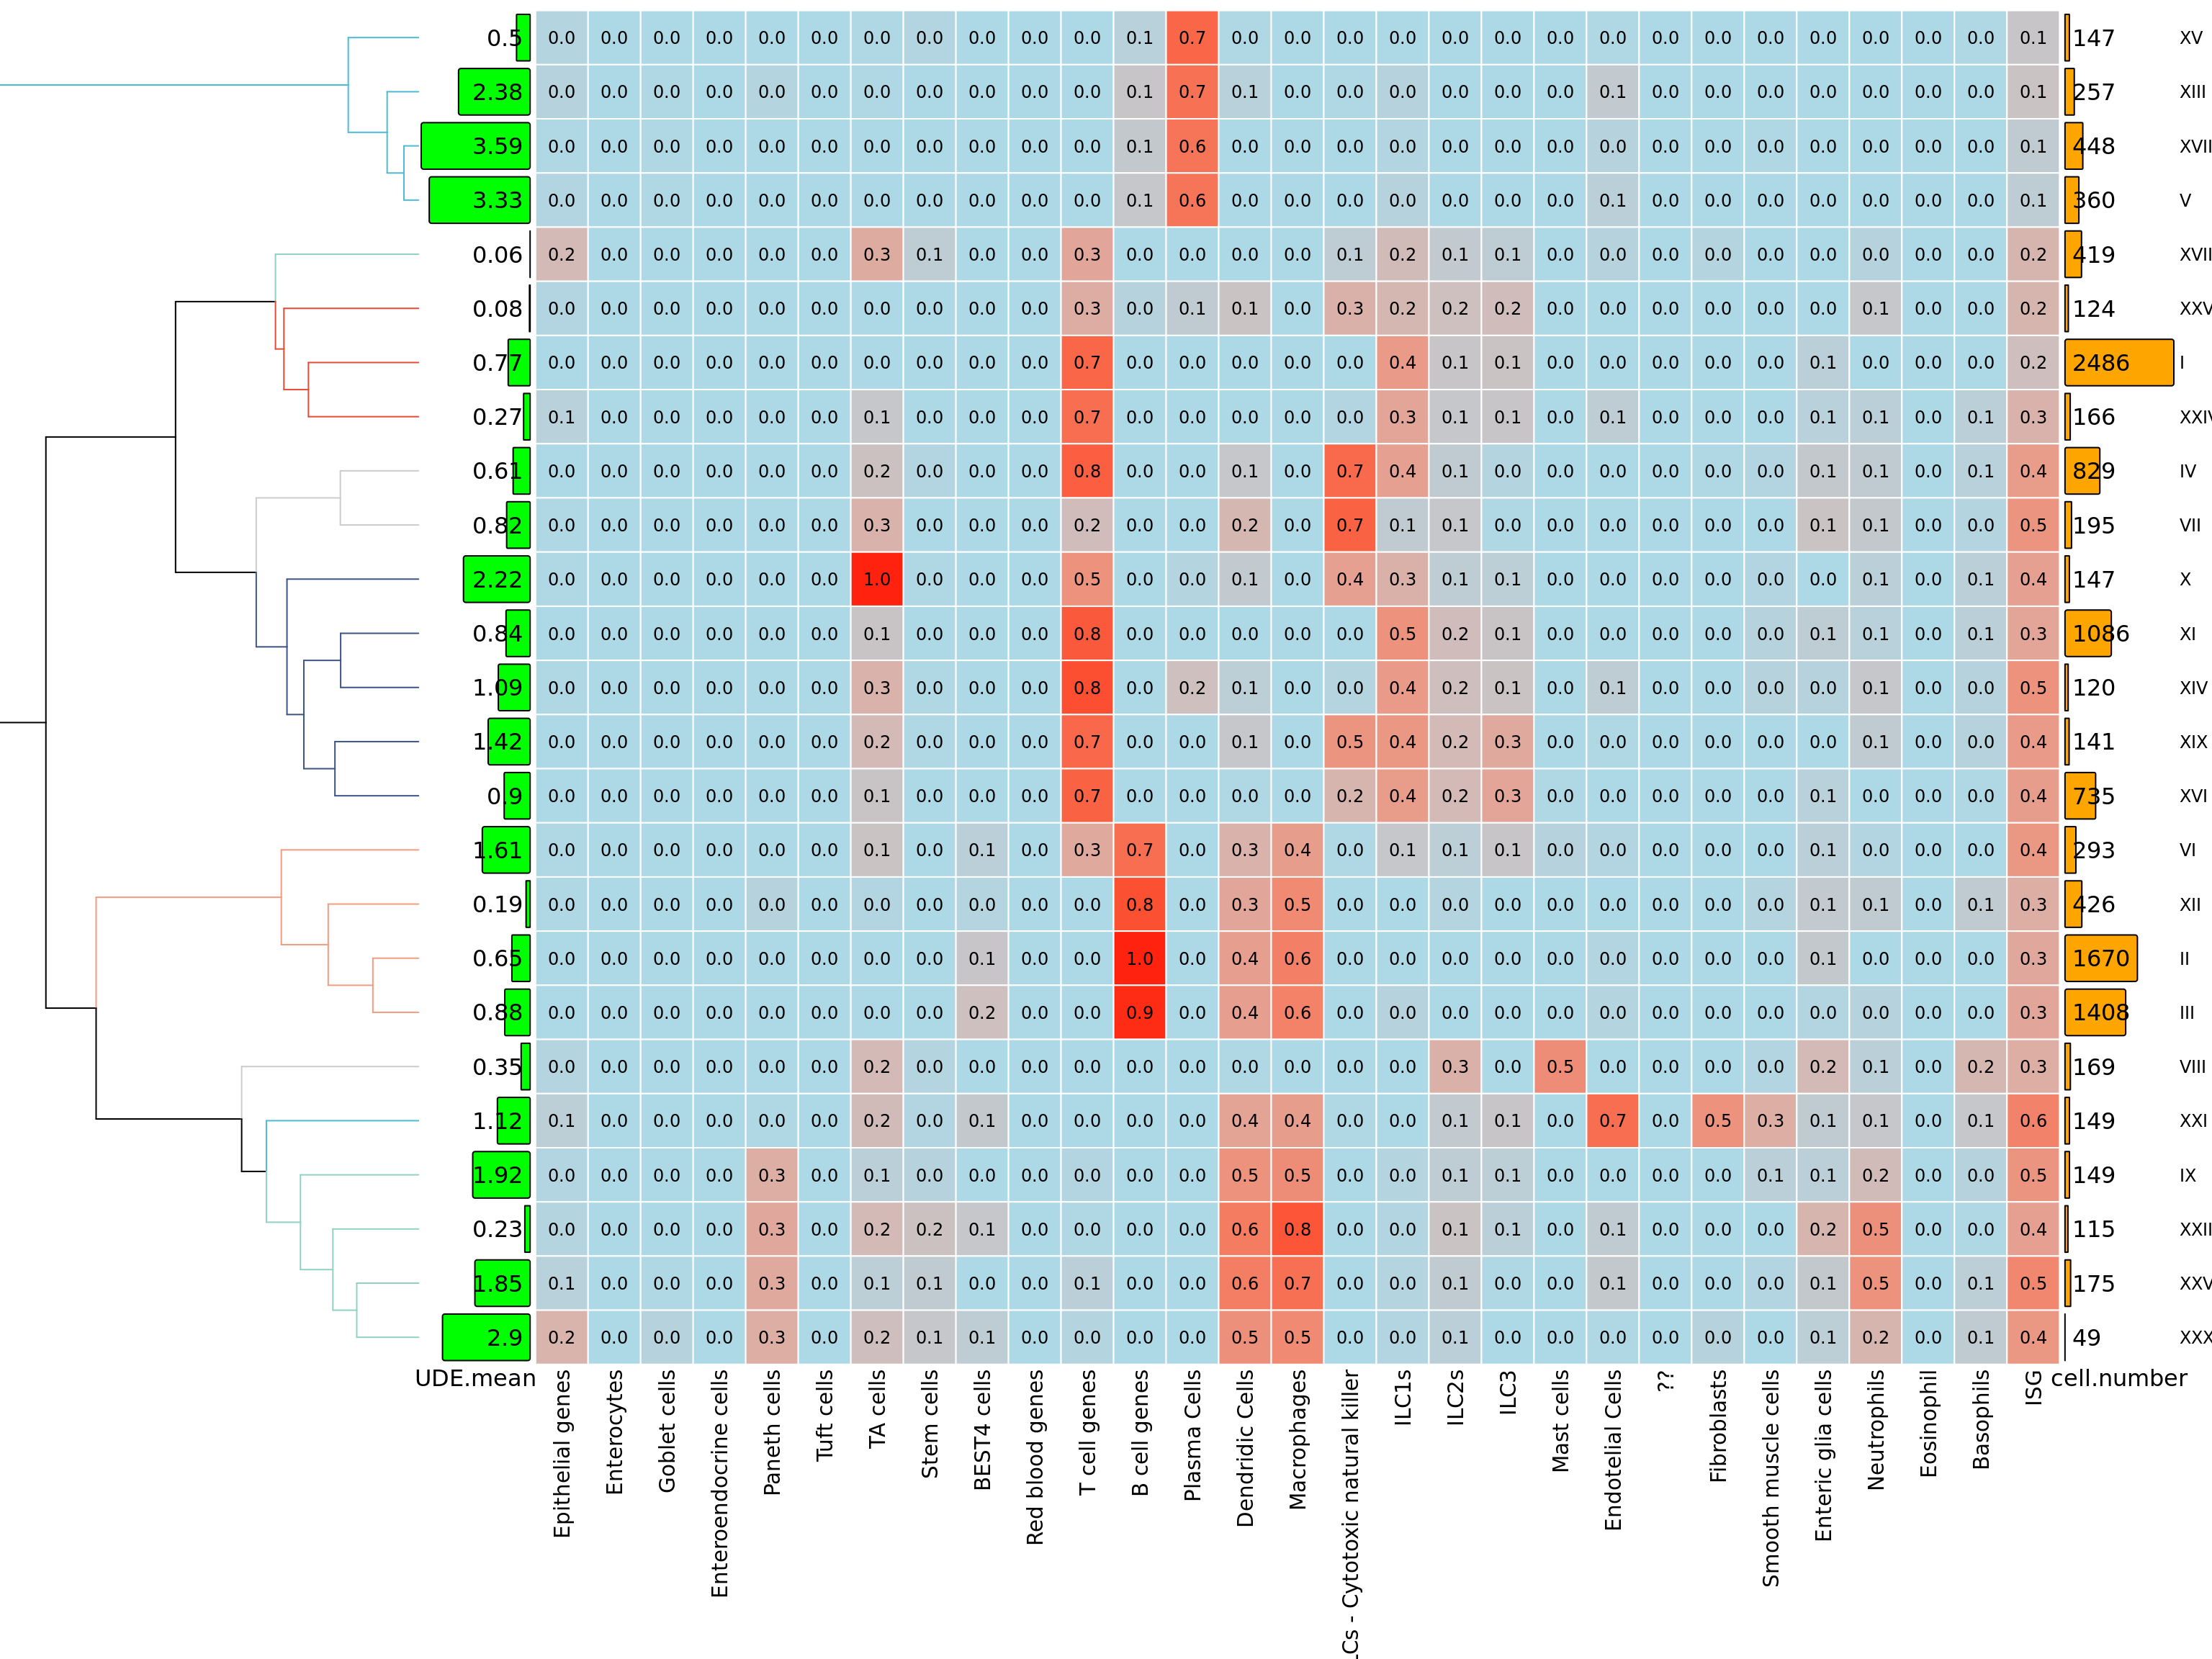 0.5 0.0 0.0 0.0 0.0 0.0 0.0 0.0 0.0 0.0 0.0 0.1 0.7 0.0 0.0 0.0 0.0 0.0 0.0 0.0 0.0 0.0 0.0 0.0 0.0 0.0 0.0 0.0 0.1 147 XV
2.38 0.0 0.0 0.0 0.0 0.0 0.0 0.0 0.0 0.0 0.0 0.0 0.1 0.7 0.1 0.0 0.0 0.0 0.0 0.0 0.0 0.1 0.0 0.0 0.0 0.0 0.0 0.0 0.0 0.1 257 XIII
3.59 0.0 0.0 0.0 0.0 0.0 0.0 0.0 0.0 0.0 0.0 0.0 0.1 0.6 0.0 0.0 0.0 0.0 0.0 0.0 0.0 0.0 0.0 0.0 0.0 0.0 0.0 0.0 0.0 0.1 448 XVII
3.33 0.0 0.0 0.0 0.0 0.0 0.0 0.0 0.0 0.0 0.0 0.0 0.1 0.6 0.0 0.0 0.0 0.0 0.0 0.0 0.0 0.1 0.0 0.0 0.0 0.0 0.0 0.0 0.0 0.1 360 V
0.06 0.2 0.0 0.0 0.0 0.0 0.0 0.3 0.1 0.0 0.0 0.3 0.0 0.0 0.0 0.0 0.1 0.2 0.1 0.1 0.0 0.0 0.0 0.0 0.0 0.0 0.0 0.0 0.0 0.2 419 XVII
0.08 0.0 0.0 0.0 0.0 0.0 0.0 0.0 0.0 0.0 0.0 0.3 0.0 0.1 0.1 0.0 0.3 0.2 0.2 0.2 0.0 0.0 0.0 0.0 0.0 0.0 0.1 0.0 0.0 0.2 124 XXV
0.77 0.0 0.0 0.0 0.0 0.0 0.0 0.0 0.0 0.0 0.0 0.7 0.0 0.0 0.0 0.0 0.0 0.4 0.1 0.1 0.0 0.0 0.0 0.0 0.0 0.1 0.0 0.0 0.0 0.2 2486 I
0.27 0.1 0.0 0.0 0.0 0.0 0.0 0.1 0.0 0.0 0.0 0.7 0.0 0.0 0.0 0.0 0.0 0.3 0.1 0.1 0.0 0.1 0.0 0.0 0.0 0.1 0.1 0.0 0.1 0.3 166 XXIV
0.61 0.0 0.0 0.0 0.0 0.0 0.0 0.2 0.0 0.0 0.0 0.8 0.0 0.0 0.1 0.0 0.7 0.4 0.1 0.0 0.0 0.0 0.0 0.0 0.0 0.1 0.1 0.0 0.1 0.4 829 IV
0.82 0.0 0.0 0.0 0.0 0.0 0.0 0.3 0.0 0.0 0.0 0.2 0.0 0.0 0.2 0.0 0.7 0.1 0.1 0.0 0.0 0.0 0.0 0.0 0.0 0.1 0.1 0.0 0.0 0.5 195 VII
2.22 0.0 0.0 0.0 0.0 0.0 0.0 1.0 0.0 0.0 0.0 0.5 0.0 0.0 0.1 0.0 0.4 0.3 0.1 0.1 0.0 0.0 0.0 0.0 0.0 0.0 0.1 0.0 0.1 0.4 147 X
0.84 0.0 0.0 0.0 0.0 0.0 0.0 0.1 0.0 0.0 0.0 0.8 0.0 0.0 0.0 0.0 0.0 0.5 0.2 0.1 0.0 0.0 0.0 0.0 0.0 0.1 0.1 0.0 0.1 0.3 1086 XI
1.09 0.0 0.0 0.0 0.0 0.0 0.0 0.3 0.0 0.0 0.0 0.8 0.0 0.2 0.1 0.0 0.0 0.4 0.2 0.1 0.0 0.1 0.0 0.0 0.0 0.0 0.1 0.0 0.0 0.5 120 XIV
1.42 0.0 0.0 0.0 0.0 0.0 0.0 0.2 0.0 0.0 0.0 0.7 0.0 0.0 0.1 0.0 0.5 0.4 0.2 0.3 0.0 0.0 0.0 0.0 0.0 0.0 0.1 0.0 0.0 0.4 141 XIX
0.9 0.0 0.0 0.0 0.0 0.0 0.0 0.1 0.0 0.0 0.0 0.7 0.0 0.0 0.0 0.0 0.2 0.4 0.2 0.3 0.0 0.0 0.0 0.0 0.0 0.1 0.0 0.0 0.0 0.4 735 XVI
1.61 0.0 0.0 0.0 0.0 0.0 0.0 0.1 0.0 0.1 0.0 0.3 0.7 0.0 0.3 0.4 0.0 0.1 0.1 0.1 0.0 0.0 0.0 0.0 0.0 0.1 0.0 0.0 0.0 0.4 293 VI
0.19 0.0 0.0 0.0 0.0 0.0 0.0 0.0 0.0 0.0 0.0 0.0 0.8 0.0 0.3 0.5 0.0 0.0 0.0 0.0 0.0 0.0 0.0 0.0 0.0 0.1 0.1 0.0 0.1 0.3 426 XII
0.65 0.0 0.0 0.0 0.0 0.0 0.0 0.0 0.0 0.1 0.0 0.0 1.0 0.0 0.4 0.6 0.0 0.0 0.0 0.0 0.0 0.0 0.0 0.0 0.0 0.1 0.0 0.0 0.0 0.3 1670 II
0.88 0.0 0.0 0.0 0.0 0.0 0.0 0.0 0.0 0.2 0.0 0.0 0.9 0.0 0.4 0.6 0.0 0.0 0.0 0.0 0.0 0.0 0.0 0.0 0.0 0.0 0.0 0.0 0.0 0.3 1408 III
0.35 0.0 0.0 0.0 0.0 0.0 0.0 0.2 0.0 0.0 0.0 0.0 0.0 0.0 0.0 0.0 0.0 0.0 0.3 0.0 0.5 0.0 0.0 0.0 0.0 0.2 0.1 0.0 0.2 0.3 169 VIII
1.12 0.1 0.0 0.0 0.0 0.0 0.0 0.2 0.0 0.1 0.0 0.0 0.0 0.0 0.4 0.4 0.0 0.0 0.1 0.1 0.0 0.7 0.0 0.5 0.3 0.1 0.1 0.0 0.1 0.6 149 XXI
1.92 0.0 0.0 0.0 0.0 0.3 0.0 0.1 0.0 0.0 0.0 0.0 0.0 0.0 0.5 0.5 0.0 0.0 0.1 0.1 0.0 0.0 0.0 0.0 0.1 0.1 0.2 0.0 0.0 0.5 149 IX
0.23 0.0 0.0 0.0 0.0 0.3 0.0 0.2 0.2 0.1 0.0 0.0 0.0 0.0 0.6 0.8 0.0 0.0 0.1 0.1 0.0 0.1 0.0 0.0 0.0 0.2 0.5 0.0 0.0 0.4 115 XXII
1.85 0.1 0.0 0.0 0.0 0.3 0.0 0.1 0.1 0.0 0.0 0.1 0.0 0.0 0.6 0.7 0.0 0.0 0.1 0.0 0.0 0.1 0.0 0.0 0.0 0.1 0.5 0.0 0.1 0.5 175 XXV
2.9 0.2 0.0 0.0 0.0 0.3 0.0 0.2 0.1 0.1 0.0 0.0 0.0 0.0 0.5 0.5 0.0 0.0 0.1 0.0 0.0 0.0 0.0 0.0 0.0 0.1 0.2 0.0 0.1 0.4 49 XXX
UDE.mean
Epithelial genes
Enterocytes
Goblet cells
Enteroendocrine cells
Paneth cells
Tuft cells
TA cells
Stem cells
BEST4 cells
Red blood genes
T cell genes
B cell genes
Plasma Cells
Dendridic Cells
Macrophages
LCs - Cytotoxic natural killer
ILC1s
ILC2s
ILC3
Mast cells
Endotelial Cells
??
Fibroblasts
Smooth muscle cells
Enteric glia cells
Neutrophils
Eosinophil
Basophils
ISG
cell.number